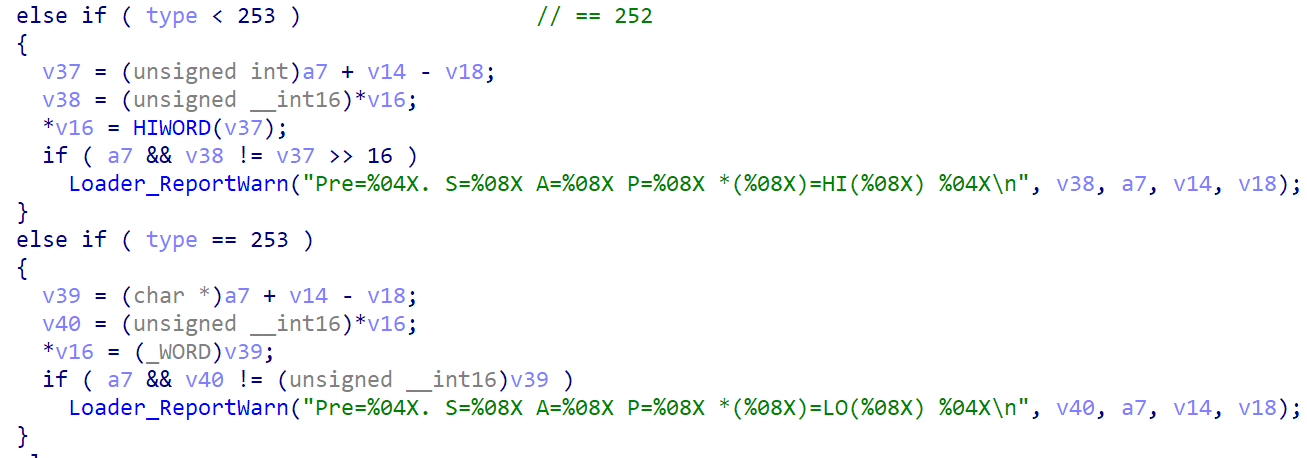 else if ( type < 253 ) // == 252
{
v37 = (unsigned int)a7 + v14 - v18;
v38 = (unsigned __int16)*v16;
*v16 = HIWORD(v37);
if ( a7 && v38 != v37 >> 16 )
Loader_ReportWarn("Pre=%04X. S=%08X A=%08X P=%08X *(%08X)=HI(%08X) %04X\n", v38, a7, v14, v18);
}
else if ( type == 253 )
{
v39 = (char *)a7 + v14 - v18;
v40 = (unsigned __int16)*v16;
*v16 = (_WORD)v39;
if ( a7 && v40 != (unsigned __int16)v39 )
Loader_ReportWarn("Pre=%04X. S=%08X A=%08X P=%08X *(%08X)=LO(%08X) %04X\n", v40, a7, v14, v18);
}